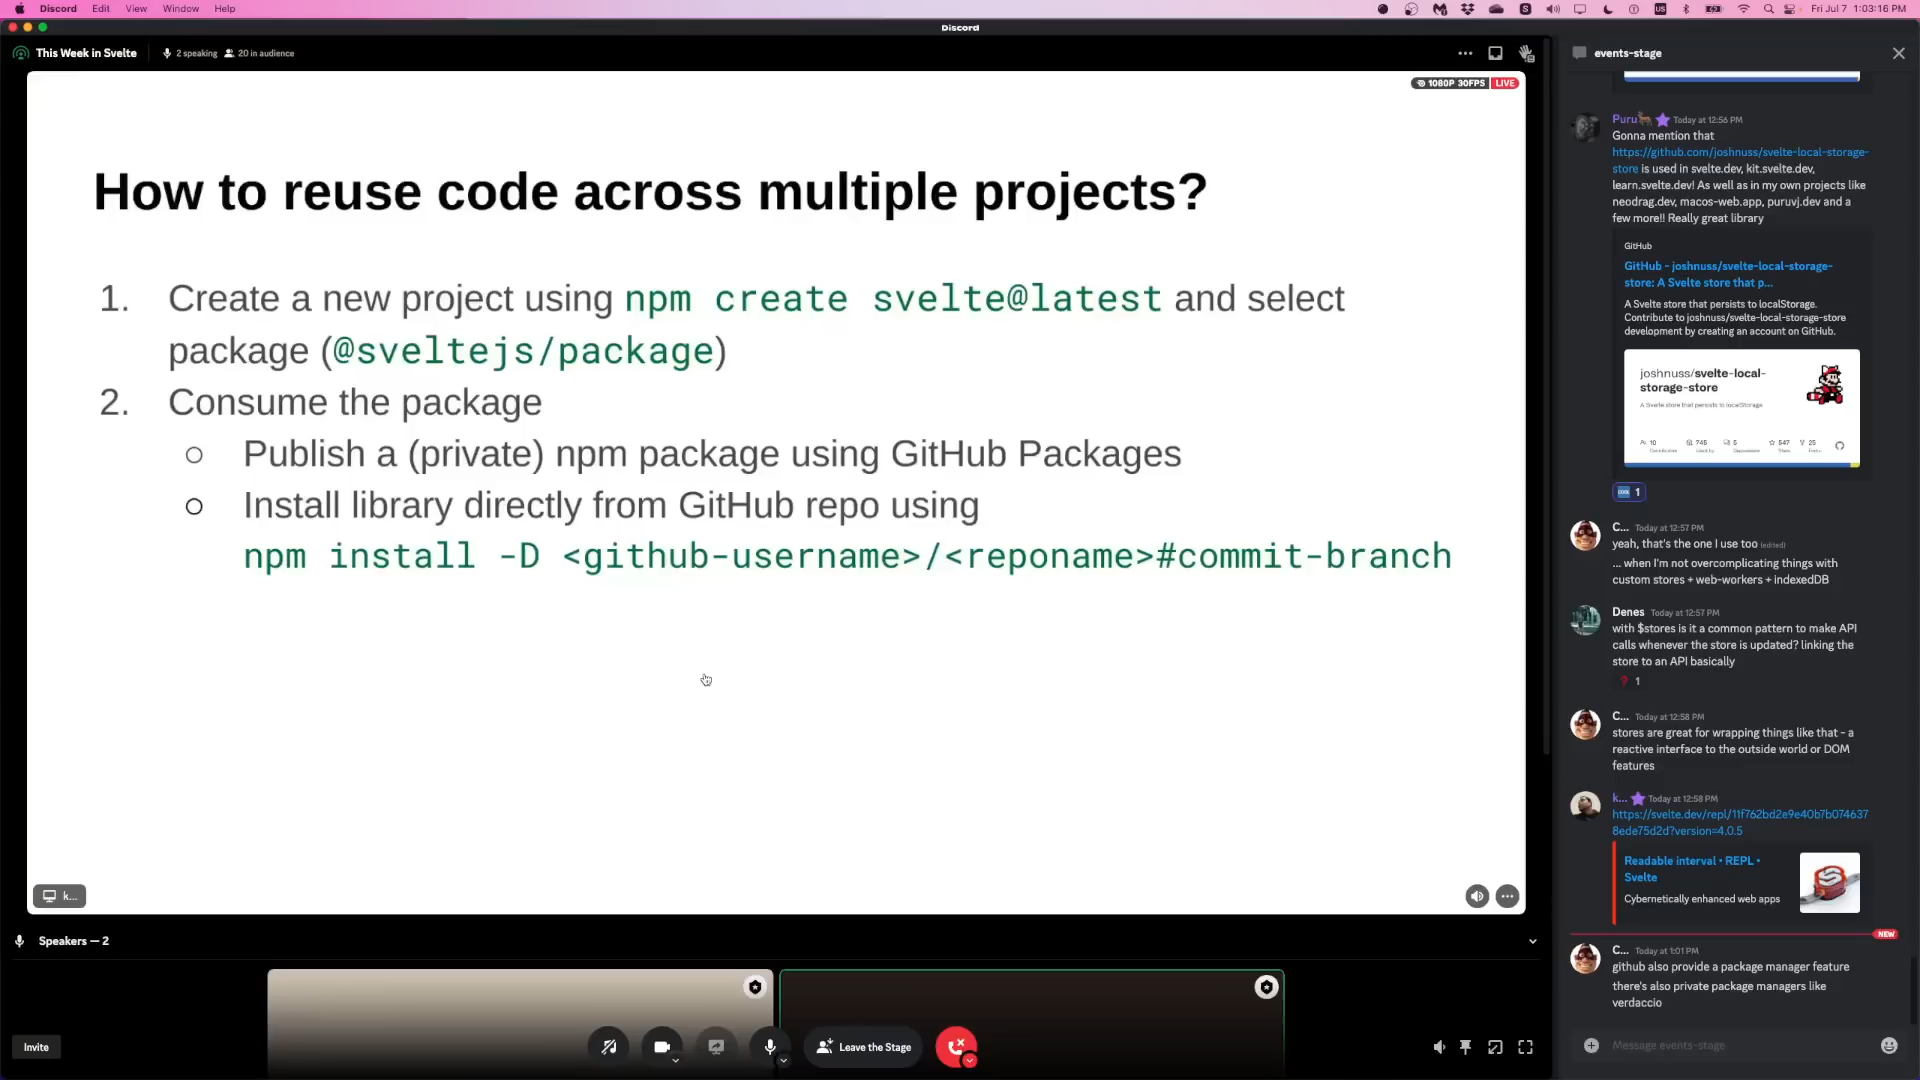 Discord Edit View Window Help
Fri Jul 7 1:03:16 PM
Discord
This Week in Svelte 2 speaking 20 in audience
1080P 30FPS LIVE
How to reuse code across multiple projects?
1. Create a new project using npm create svelte@latest and select
package (@sveltejs/package)
2. Consume the package
○ Publish a (private) npm package using GitHub Packages
○ Install library directly from GitHub repo using
npm install -D <github-username>/<reponame>#commit-branch
k...
Speakers — 2
Invite
Leave the Stage
events-stage
Puru Today at 12:56 PM
Gonna mention that
https://github.com/joshnuss/svelte-local-storage-
store is used in svelte.dev, kit.svelte.dev,
learn.svelte.dev! As well as in my own projects like
neodrag.dev, macos-web.app, puruvj.dev and a
few more!! Really great library
GitHub
GitHub - joshnuss/svelte-local-storage-
store: A Svelte store that p...
A Svelte store that persists to localStorage.
Contribute to joshnuss/svelte-local-storage-store
development by creating an account on GitHub.
joshnuss/svelte-local-
storage-store
A Svelte store that persists to localStorage
10 745 5 547 25
1
C... Today at 12:57 PM
yeah, that's the one I use too (edited)
... when I'm not overcomplicating things with
custom stores + web-workers + indexedDB
Denes Today at 12:57 PM
with $stores is it a common pattern to make API
calls whenever the store is updated? linking the
store to an API basically
? 1
C... Today at 12:58 PM
stores are great for wrapping things like that - a
reactive interface to the outside world or DOM
features
k... Today at 12:58 PM
https://svelte.dev/repl/11f762bd2e9e40b7b074637
8ede75d2d?version=4.0.5
Readable interval • REPL •
Svelte
Cybernetically enhanced web apps
NEW
C... Today at 1:01 PM
github also provide a package manager feature
there's also private package managers like
verdaccio
Message events-stage